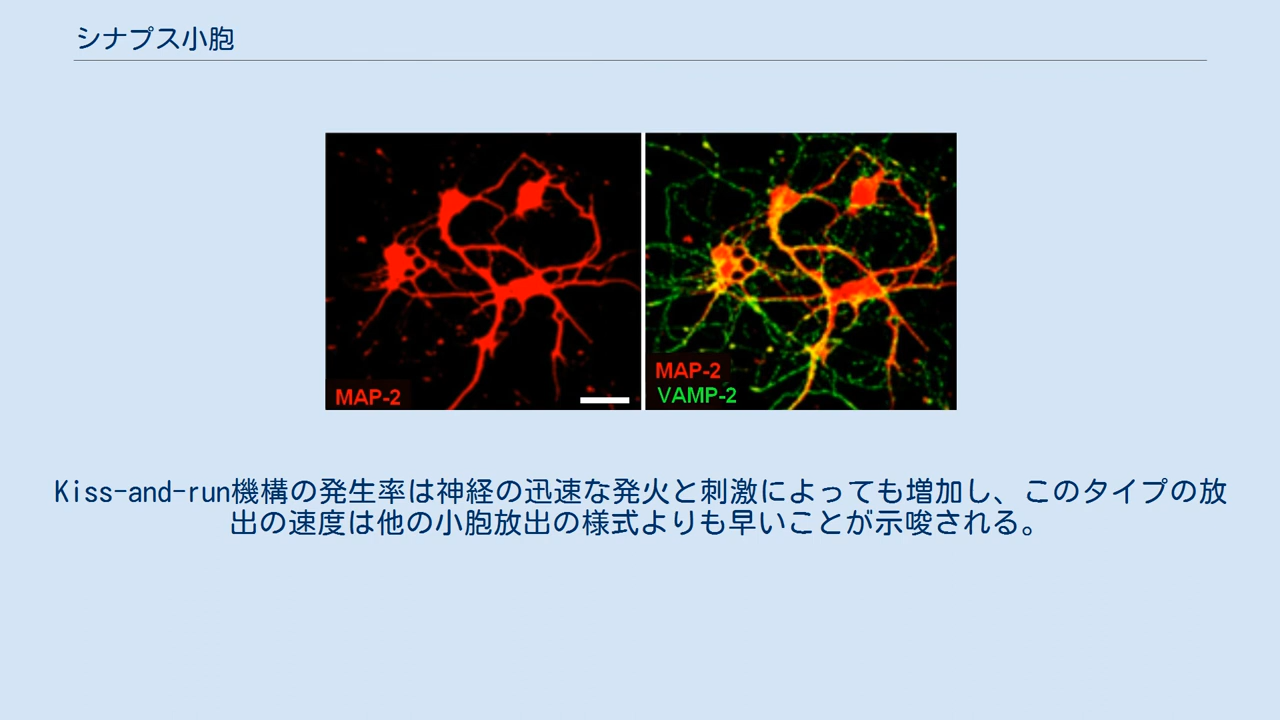 シナプス小胞
MAP-2
MAP-2
VAMP-2
Kiss-and-run機構の発生率は神経の迅速な発火と刺激によっても増加し、このタイプの放
出の速度は他の小胞放出の様式よりも早いことが示唆される。